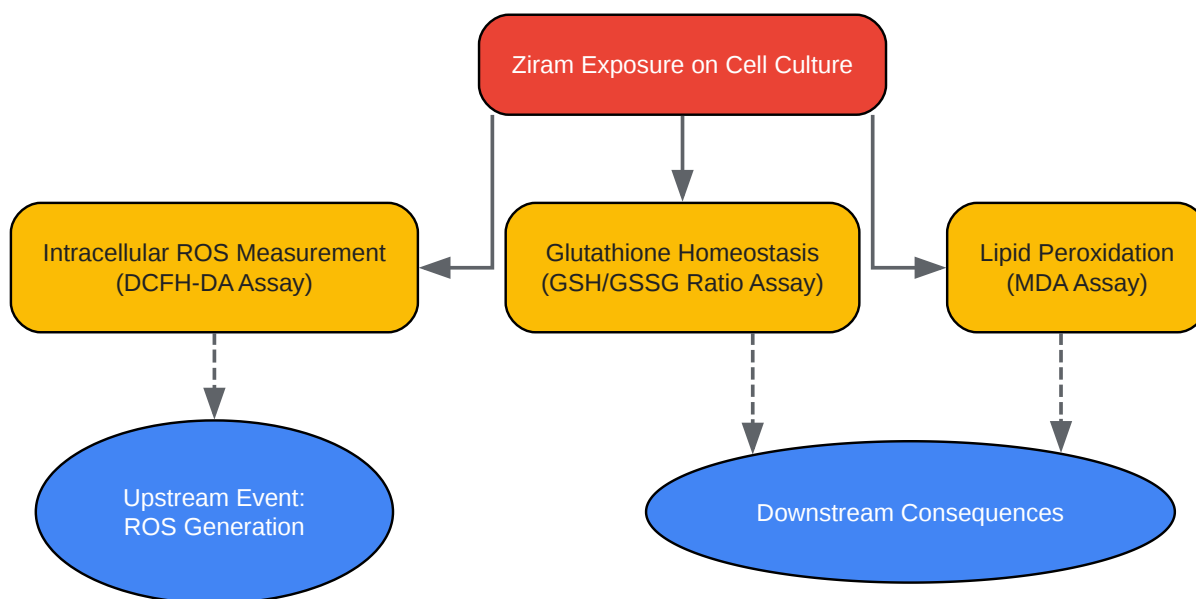 Ziram Exposure on Cell Culture
Intracellular ROS Measurement
(DCFH-DA Assay)
Glutathione Homeostasis
(GSH/GSSG Ratio Assay)
Lipid Peroxidation
(MDA Assay)
Upstream Event:
ROS Generation
Downstream Consequences